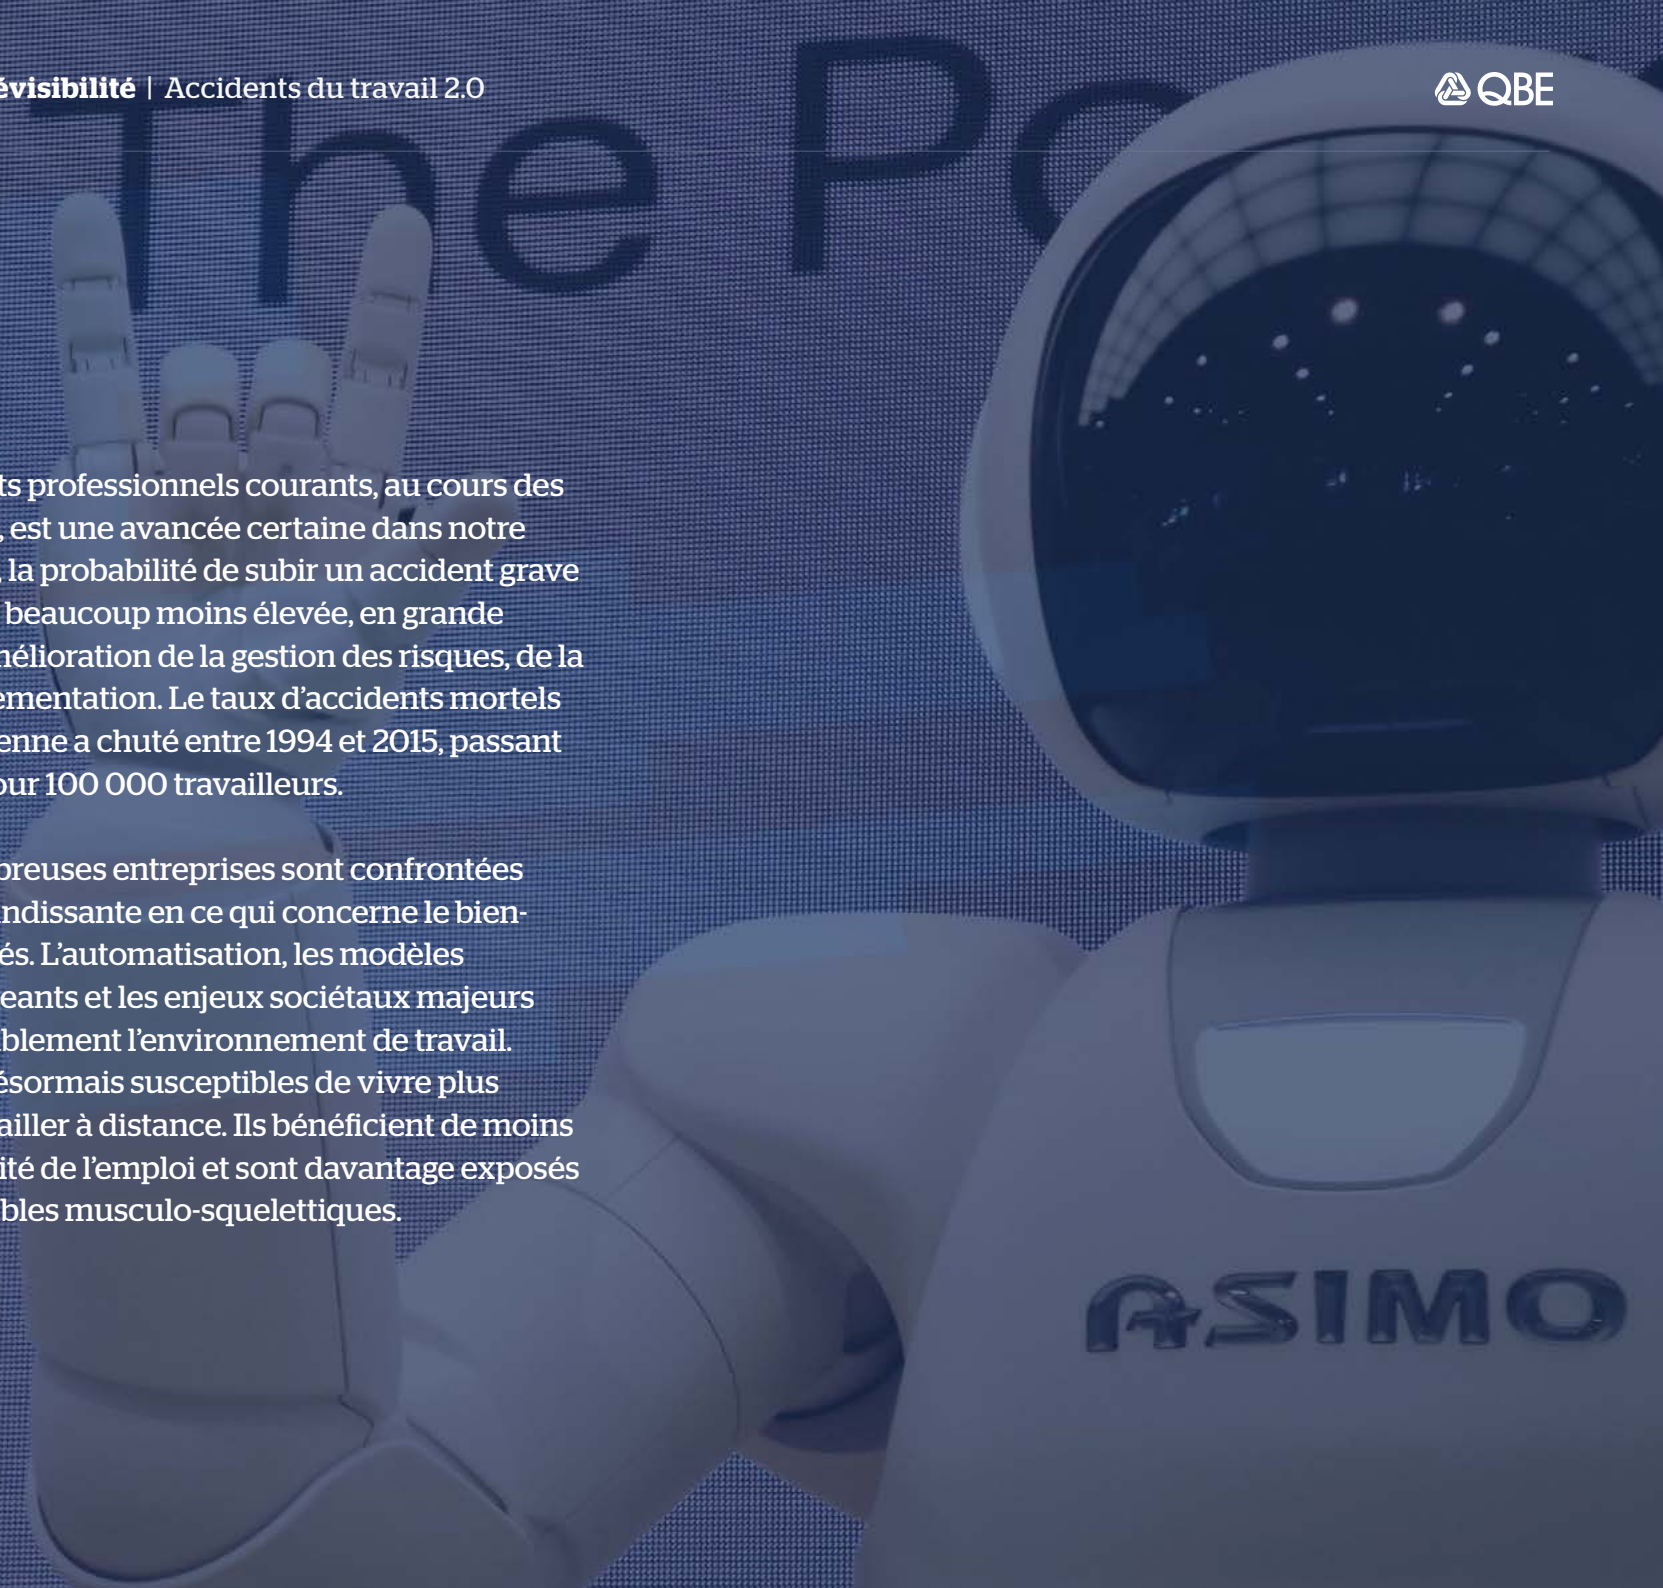 évisibilité | Accidents du travail 2.0
QBE
The Po
ts professionnels courants, au cours des
, est une avancée certaine dans notre
, la probabilité de subir un accident grave
beaucoup moins élevée, en grande
mélioration de la gestion des risques, de la
ementation. Le taux d’accidents mortels
enne a chuté entre 1994 et 2015, passant
our 100 000 travailleurs.
breuses entreprises sont confrontées
andissante en ce qui concerne le bien-
és. L’automatisation, les modèles
eants et les enjeux sociétaux majeurs
ablement l’environnement de travail.
ésormais susceptibles de vivre plus
ailler à distance. Ils bénéficient de moins
ité de l’emploi et sont davantage exposés
bles musculo-squelettiques.
ASIMO